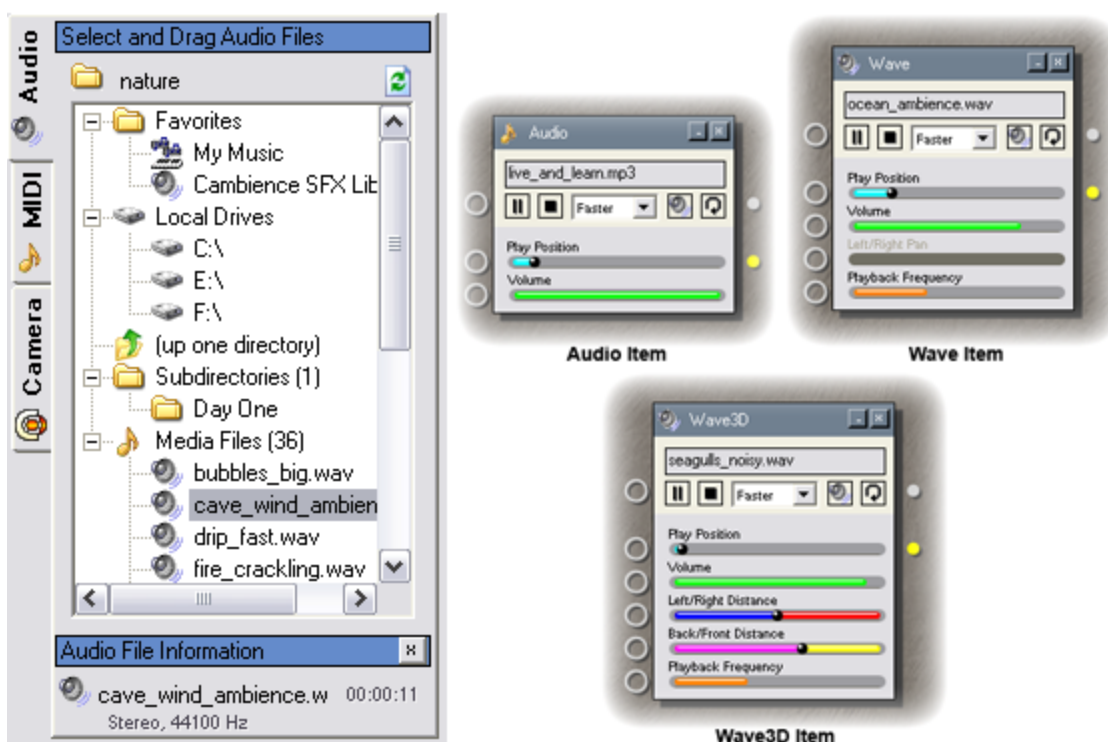 Audio
MIDI
Camera
Select and Drag Audio Files
nature
Favorites
My Music
Cambience SFX Lib
Local Drives
C:\
E:\
F:\
(up one directory)
Subdirectories (1)
Day One
Media Files (36)
bubbles_big.wav
cave_wind_ambien
drip_fast.wav
fire_crackling.wav
Audio File Information
cave_wind_ambience.w 00:00:11
Stereo, 44100 Hz
Audio
live_and_learn.mp3
Faster
Play Position
Volume
Audio Item
Wave
ocean_ambience.wav
Faster
Play Position
Volume
Left/Right Pan
Playback Frequency
Wave Item
Wave3D
seagulls_noisy.wav
Faster
Play Position
Volume
Left/Right Distance
Back/Front Distance
Playback Frequency
Wave3D Item